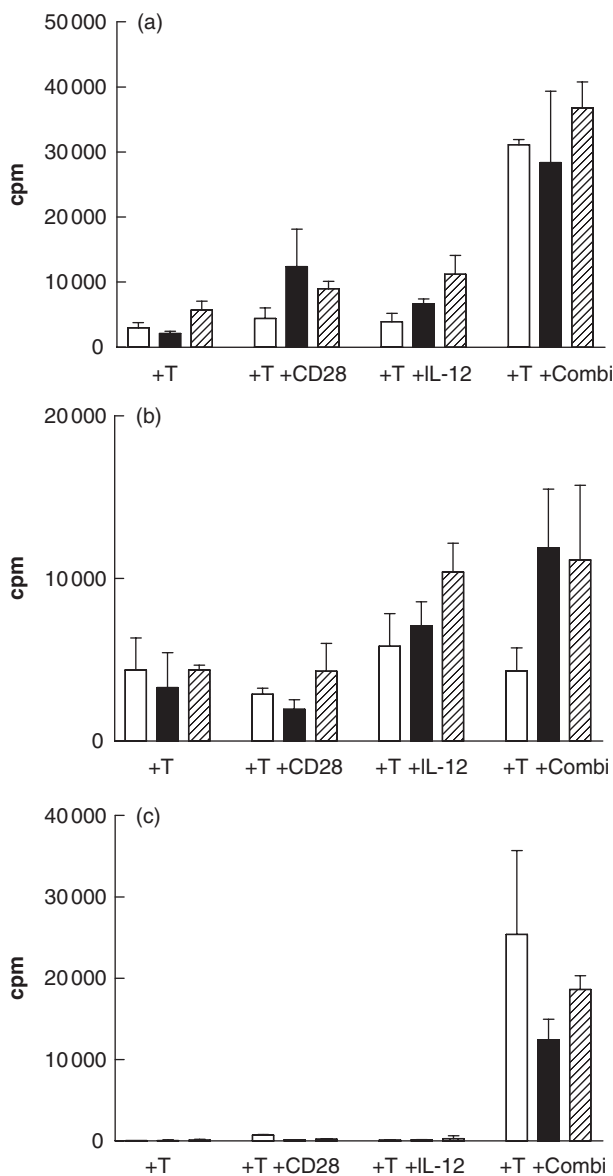 (a)
50 000
40 000
30 000
20 000
10 000
0
cpm
+T +T +CD28 +T +IL-12 +T +Combi
(b)
20 000
10 000
0
cpm
+T +T +CD28 +T +IL-12 +T +Combi
(c)
40 000
30 000
20 000
10 000
0
cpm
+T +T +CD28 +T +IL-12 +T +Combi